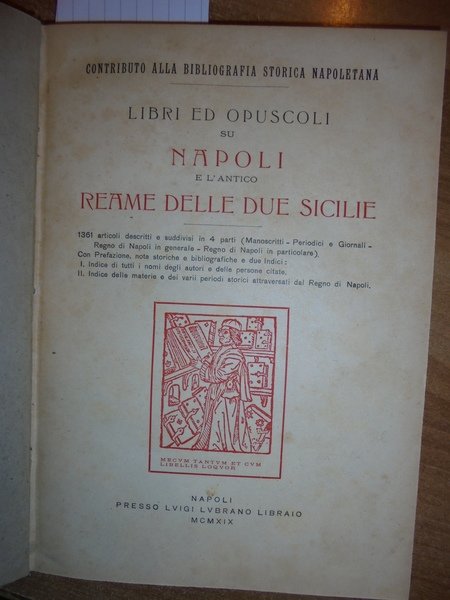 CONTRIBUTO ALLA BIBLIOGRAFIA STORICA NAPOLETANA
LIBRI ED OPUSCOLI
SU
NAPOLI
E L'ANTICO
REAME DELLE DUE SICILIE
1361 articoli descritti e suddivisi in 4 parti (Manoscritti - Periodici e Giornali -
Regno di Napoli in generale - Regno di Napoli in particolare).
Con Prefazione, note storiche e bibliografiche e due Indici:
I. Indice di tutti i nomi degli autori e delle persone citate.
II. Indice delle materie e dei varii periodi storici attraversati dal Regno di Napoli.
MECVM TANTVM ET CVM
LIBELLIS LOQVOR
NAPOLI
PRESSO LVIGI LVBRANO LIBRAIO
MCMXIX